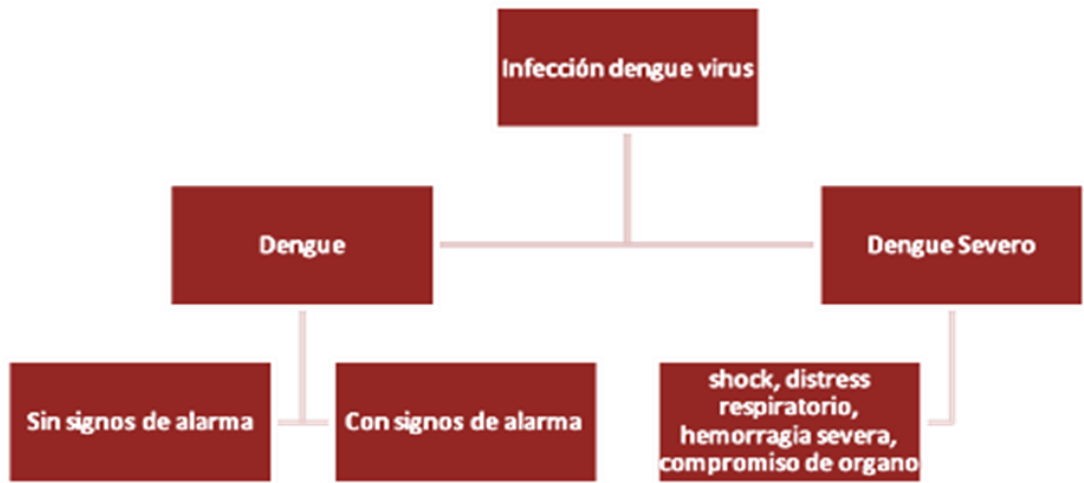 Infección dengue virus
Dengue
Dengue Severo
Sin signos de alarma
Con signos de alarma
shock, distress
respiratorio,
hemorragia severa,
compromiso de organo